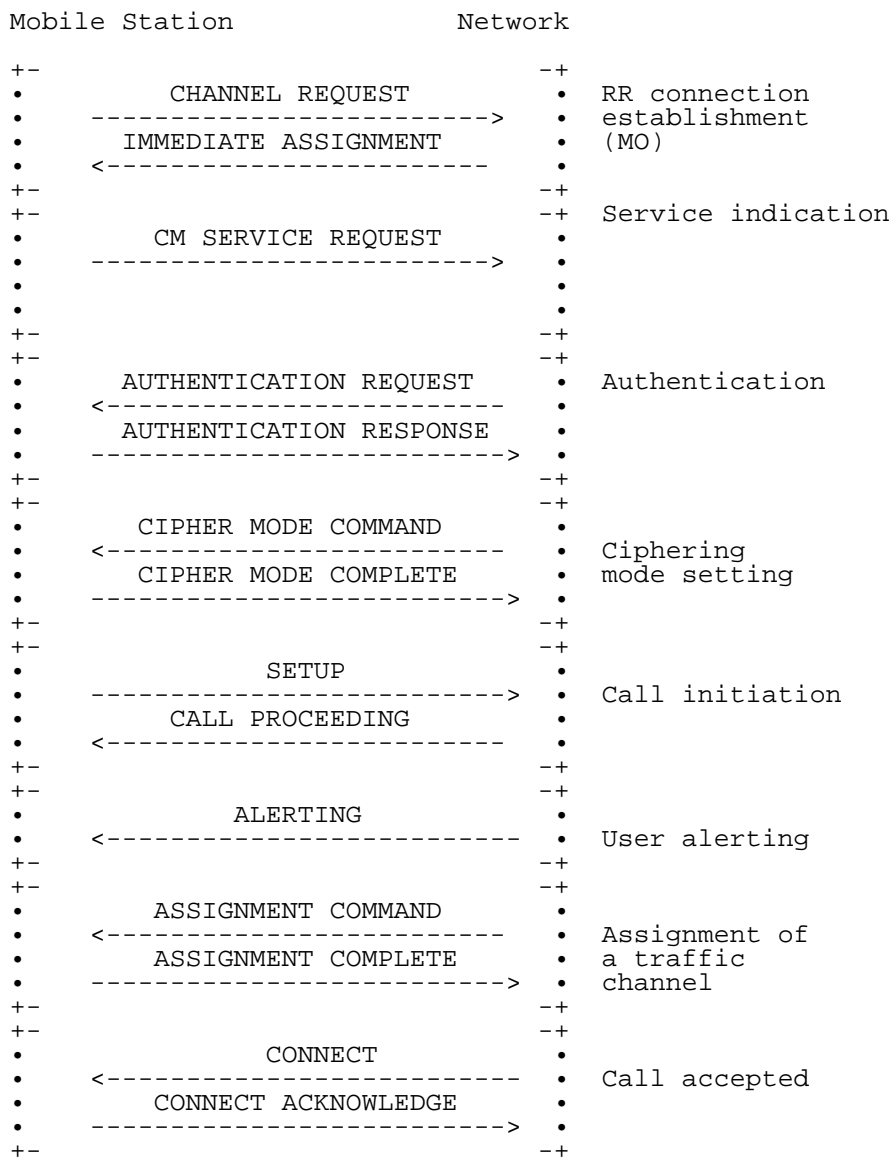 Mobile Station Network
+- -+
• CHANNEL REQUEST • RR connection
• -------------------------> • establishment
• IMMEDIATE ASSIGNMENT • (MO)
• <------------------------ •
+- -+
+- -+ Service indication
• CM SERVICE REQUEST •
• -------------------------> •
• •
• •
+- -+
+- -+
• AUTHENTICATION REQUEST • Authentication
• <------------------------- •
• AUTHENTICATION RESPONSE •
• --------------------------> •
+- -+
+- -+
• CIPHER MODE COMMAND •
• <------------------------- • Ciphering
• CIPHER MODE COMPLETE • mode setting
• --------------------------> •
+- -+
+- -+
• SETUP •
• --------------------------> • Call initiation
• CALL PROCEEDING •
• <------------------------- •
+- -+
+- -+
• ALERTING •
• <-------------------------- • User alerting
+- -+
+- -+
• ASSIGNMENT COMMAND •
• <------------------------- • Assignment of
• ASSIGNMENT COMPLETE • a traffic
• --------------------------> • channel
+- -+
+- -+
• CONNECT •
• <-------------------------- • Call accepted
• CONNECT ACKNOWLEDGE •
• --------------------------> •
+- -+